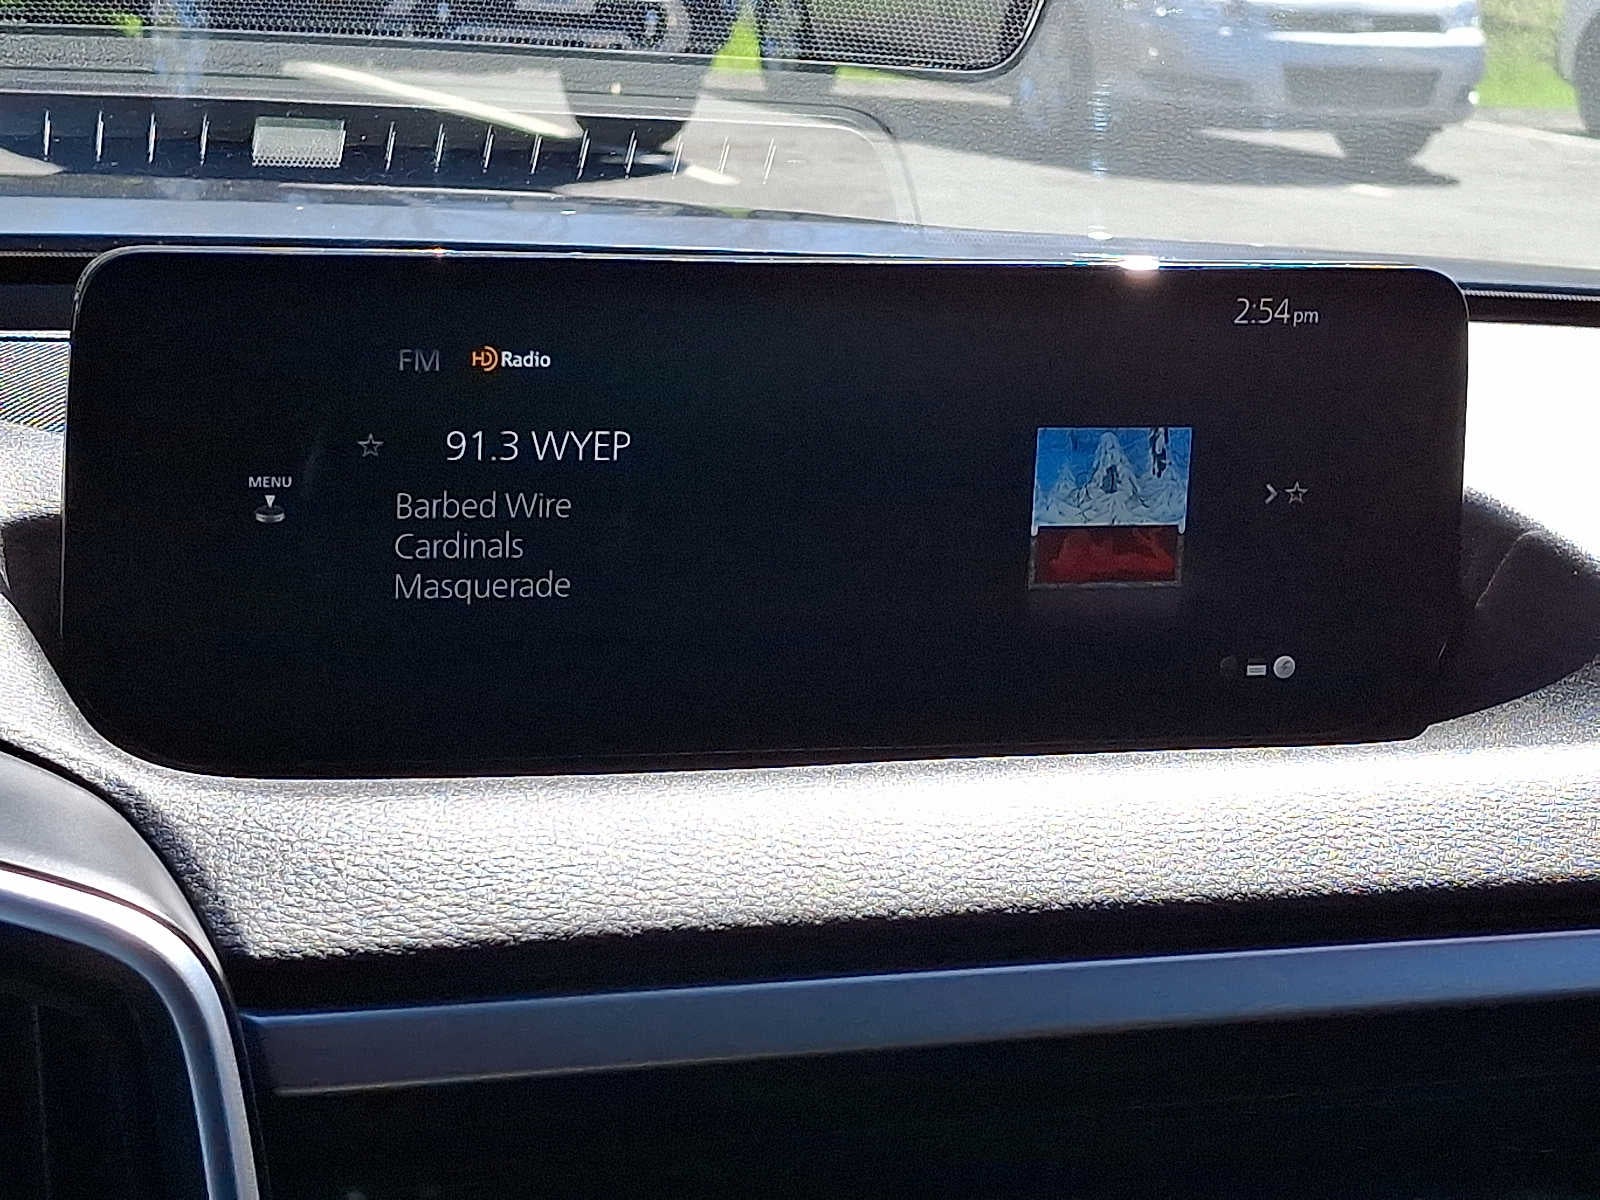 2:54pm
FM HD Radio
91.3 WYEP
MENU
Barbed Wire
Cardinals
Masquerade